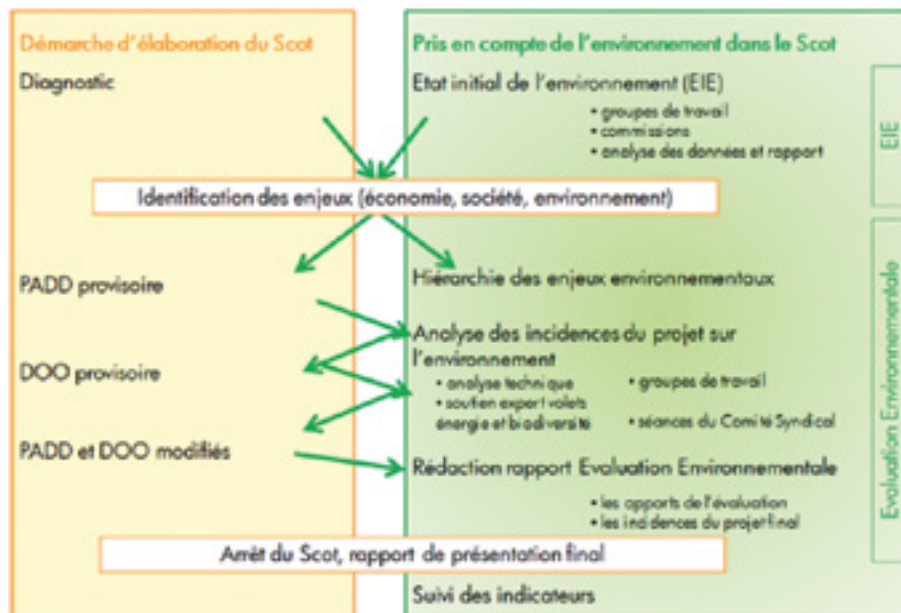 Démarche d'élaboration du Scot
Diagnostic
Pris en compte de l'environnement dans le Scot
Etat initial de l'environnement (EIE)
• groupes de travail
• commissions
• analyse des données et rapport
EIE
Identification des enjeux (économie, société, environnement)
PADD provisoire
DOO provisoire
PADD et DOO modifiés
Hiérarchie des enjeux environnementaux
Analyse des incidences du projet sur
l'environnement
• analyse technique
• soutien expert volets
énergie et biodiversité
• groupes de travail
• séances du Comité Syndical
Rédaction rapport Evaluation Environnementale
• les apports de l'évaluation
• les incidences du projet final
Evaluation Environnementale
Arrêt du Scot, rapport de présentation final
Suivi des indicateurs